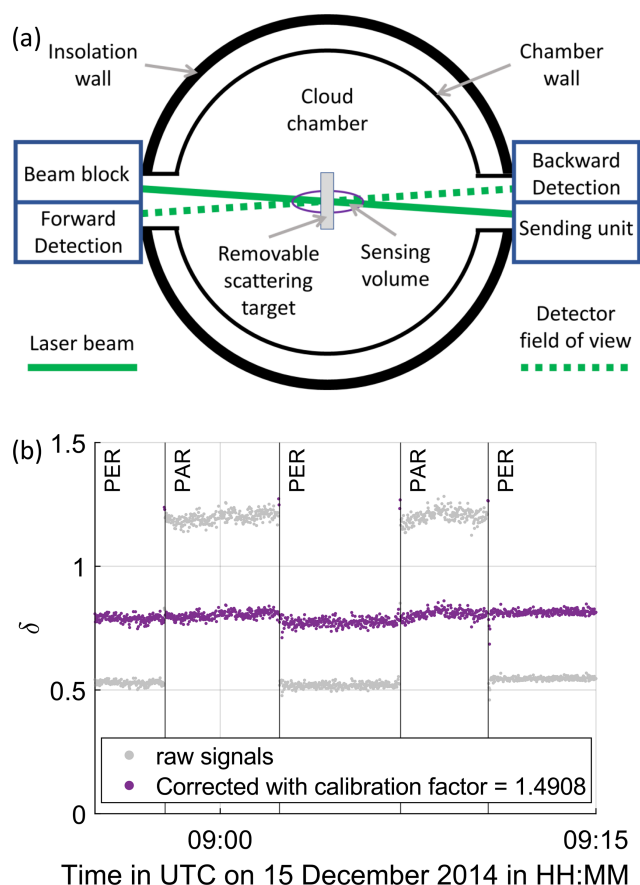 (a)
Insolation
wall
Chamber
wall
Cloud
chamber
Beam block
Forward
Detection
Backward
Detection
Sending unit
Removable
scattering
target
Sensing
volume
Laser beam
Detector
field of view
(b)
1.5
1
0.5
0
δ
PER
PAR
PER
PAR
PER
raw signals
Corrected with calibration factor = 1.4908
09:00
09:15
Time in UTC on 15 December 2014 in HH:MM